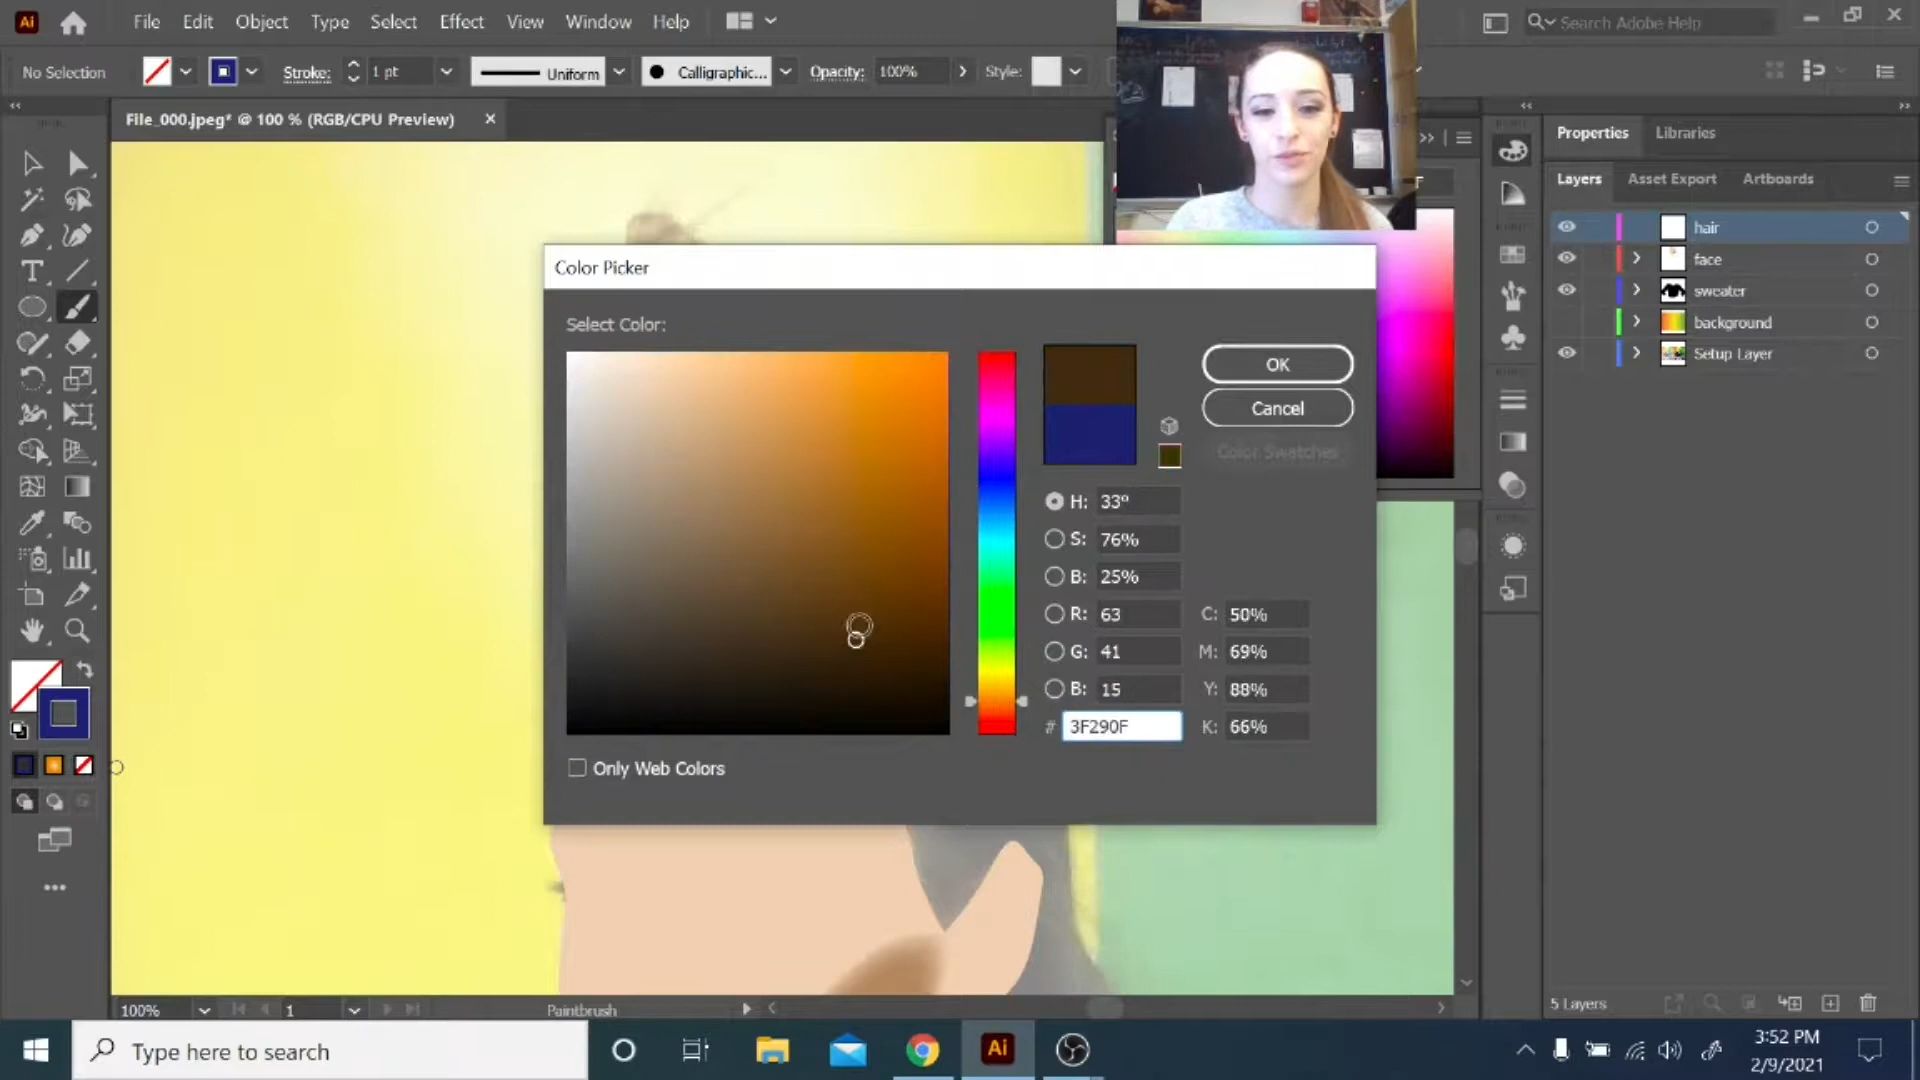 Ai File Edit Object Type Select Effect View Window Help Search Adobe Help
No Selection Stroke: 1 pt Uniform Calligraphic... Opacity: 100% Style:
File_000.jpeg* @ 100 % (RGB/CPU Preview)
Properties Libraries
Layers Asset Export Artboards
hair
face
sweater
background
Setup Layer
Color Picker
Select Color:
OK
Cancel
Color Swatches
H: 33°
S: 76%
B: 25%
R: 63 C: 50%
G: 41 M: 69%
B: 15 Y: 88%
# 3F290F K: 66%
Only Web Colors
100% 1 Paintbrush
5 Layers
Type here to search
Ai
3:52 PM
2/9/2021